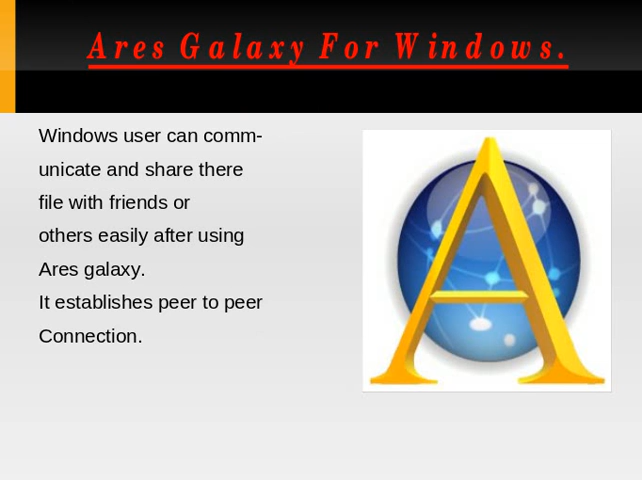 Ares Galaxy For Windows.
Windows user can comm-
unicate and share there
file with friends or
others easily after using
Ares galaxy.
It establishes peer to peer
Connection.